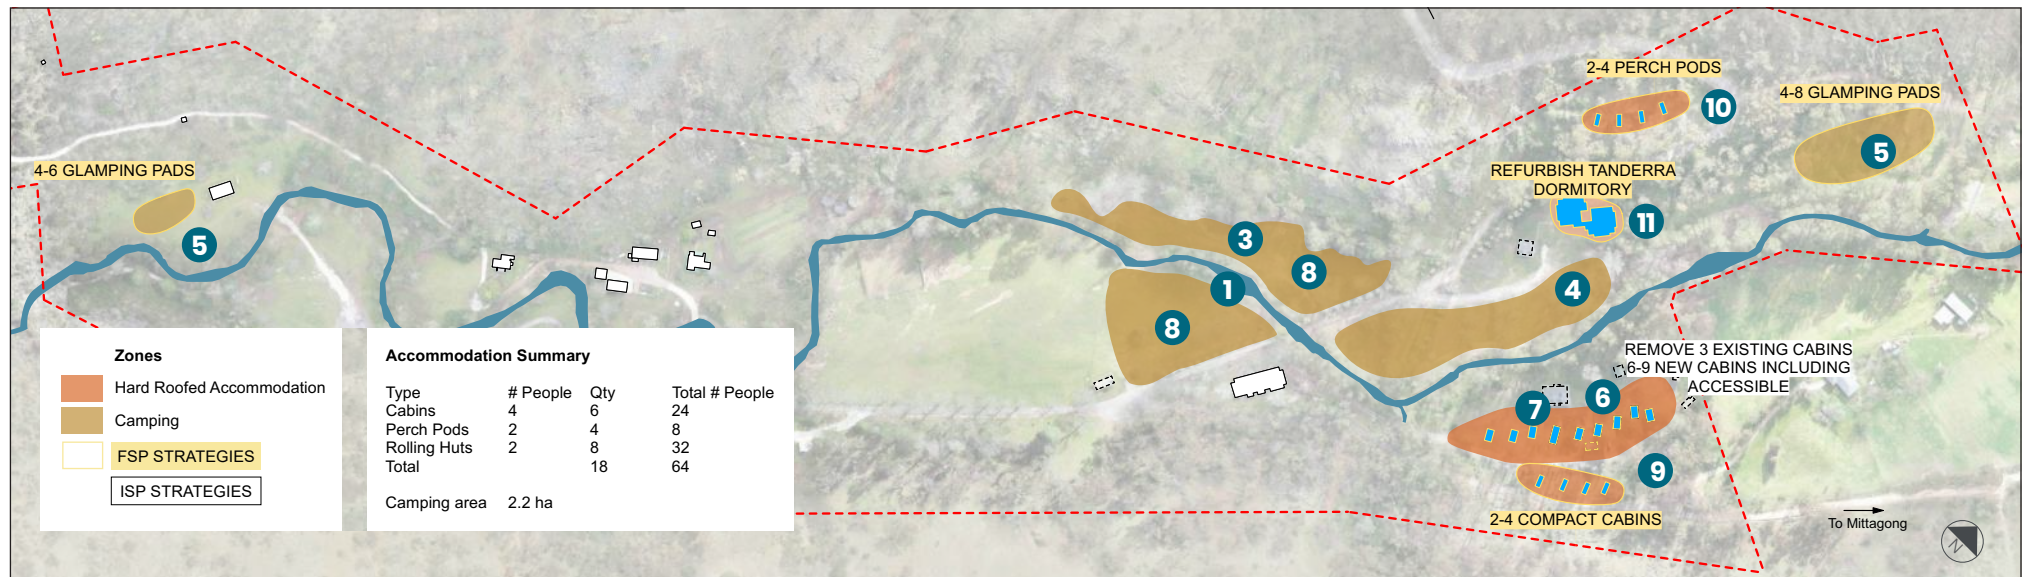 2-4 PERCH PODS
10
4-8 GLAMPING PADS
5
4-6 GLAMPING PADS
5
REFURBISH TANDERRA
DORMITORY
11
3
8
1
8
4
REMOVE 3 EXISTING CABINS
6-9 NEW CABINS INCLUDING
ACCESSIBLE
7
6
9
2-4 COMPACT CABINS
To Mittagong
N
Zones
Hard Roofed Accommodation
Camping
FSP STRATEGIES
ISP STRATEGIES
Accommodation Summary
Type # People Qty Total # People
Cabins 4 6 24
Perch Pods 2 4 8
Rolling Huts 2 8 32
Total 18 64
Camping area 2.2 ha